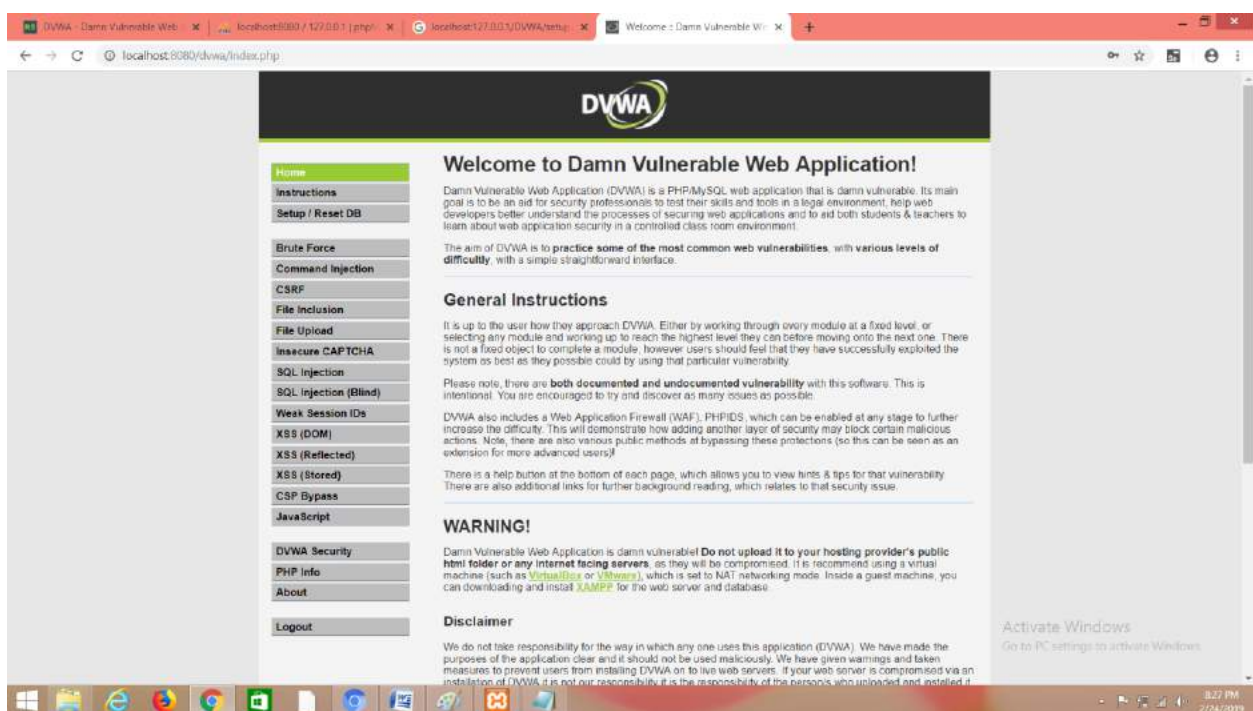 DVWA - Damn Vulnerable Web
localhost:8080 / 127.0.0.1 | php
localhost:127.0.0.1/DVWA/setup
Welcome :: Damn Vulnerable W
localhost:8080/dvwa/index.php
DVWA
Home
Instructions
Setup / Reset DB
Brute Force
Command Injection
CSRF
File Inclusion
File Upload
Insecure CAPTCHA
SQL Injection
SQL Injection (Blind)
Weak Session IDs
XSS (DOM)
XSS (Reflected)
XSS (Stored)
CSP Bypass
JavaScript
DVWA Security
PHP Info
About
Logout
Welcome to Damn Vulnerable Web Application!
Damn Vulnerable Web Application (DVWA) is a PHP/MySQL web application that is damn vulnerable. Its main
goal is to be an aid for security professionals to test their skills and tools in a legal environment, help web
developers better understand the processes of securing web applications and to aid both students & teachers to
learn about web application security in a controlled class room environment.
The aim of DVWA is to practice some of the most common web vulnerabilities, with various levels of
difficultly, with a simple straightforward interface.
General Instructions
It is up to the user how they approach DVWA. Either by working through every module at a fixed level, or
selecting any module and working up to reach the highest level they can before moving onto the next one. There
is not a fixed object to complete a module; however users should feel that they have successfully exploited the
system as best as they possible could by using that particular vulnerability.
Please note, there are both documented and undocumented vulnerability with this software. This is
intentional. You are encouraged to try and discover as many issues as possible.
DVWA also includes a Web Application Firewall (WAF), PHPIDS, which can be enabled at any stage to further
increase the difficulty. This will demonstrate how adding another layer of security may block certain malicious
actions. Note, there are also various public methods at bypassing these protections (so this can be seen as an
extension for more advanced users)!
There is a help button at the bottom of each page, which allows you to view hints & tips for that vulnerability.
There are also additional links for further background reading, which relates to that security issue.
WARNING!
Damn Vulnerable Web Application is damn vulnerable! Do not upload it to your hosting provider's public
html folder or any Internet facing servers, as they will be compromised. It is recommend using a virtual
machine (such as VirtualBox or VMware), which is set to NAT networking mode. Inside a guest machine, you
can downloading and install XAMPP for the web server and database.
Disclaimer
We do not take responsibility for the way in which any one uses this application (DVWA). We have made the
purposes of the application clear and it should not be used maliciously. We have given warnings and taken
measures to prevent users from installing DVWA on to live web servers. If your web server is compromised via an
installation of DVWA it is not our responsibility it is the responsibility of the person/s who uploaded and installed it
Activate Windows
Go to PC settings to activate Windows.
8:27 PM
2/24/2019